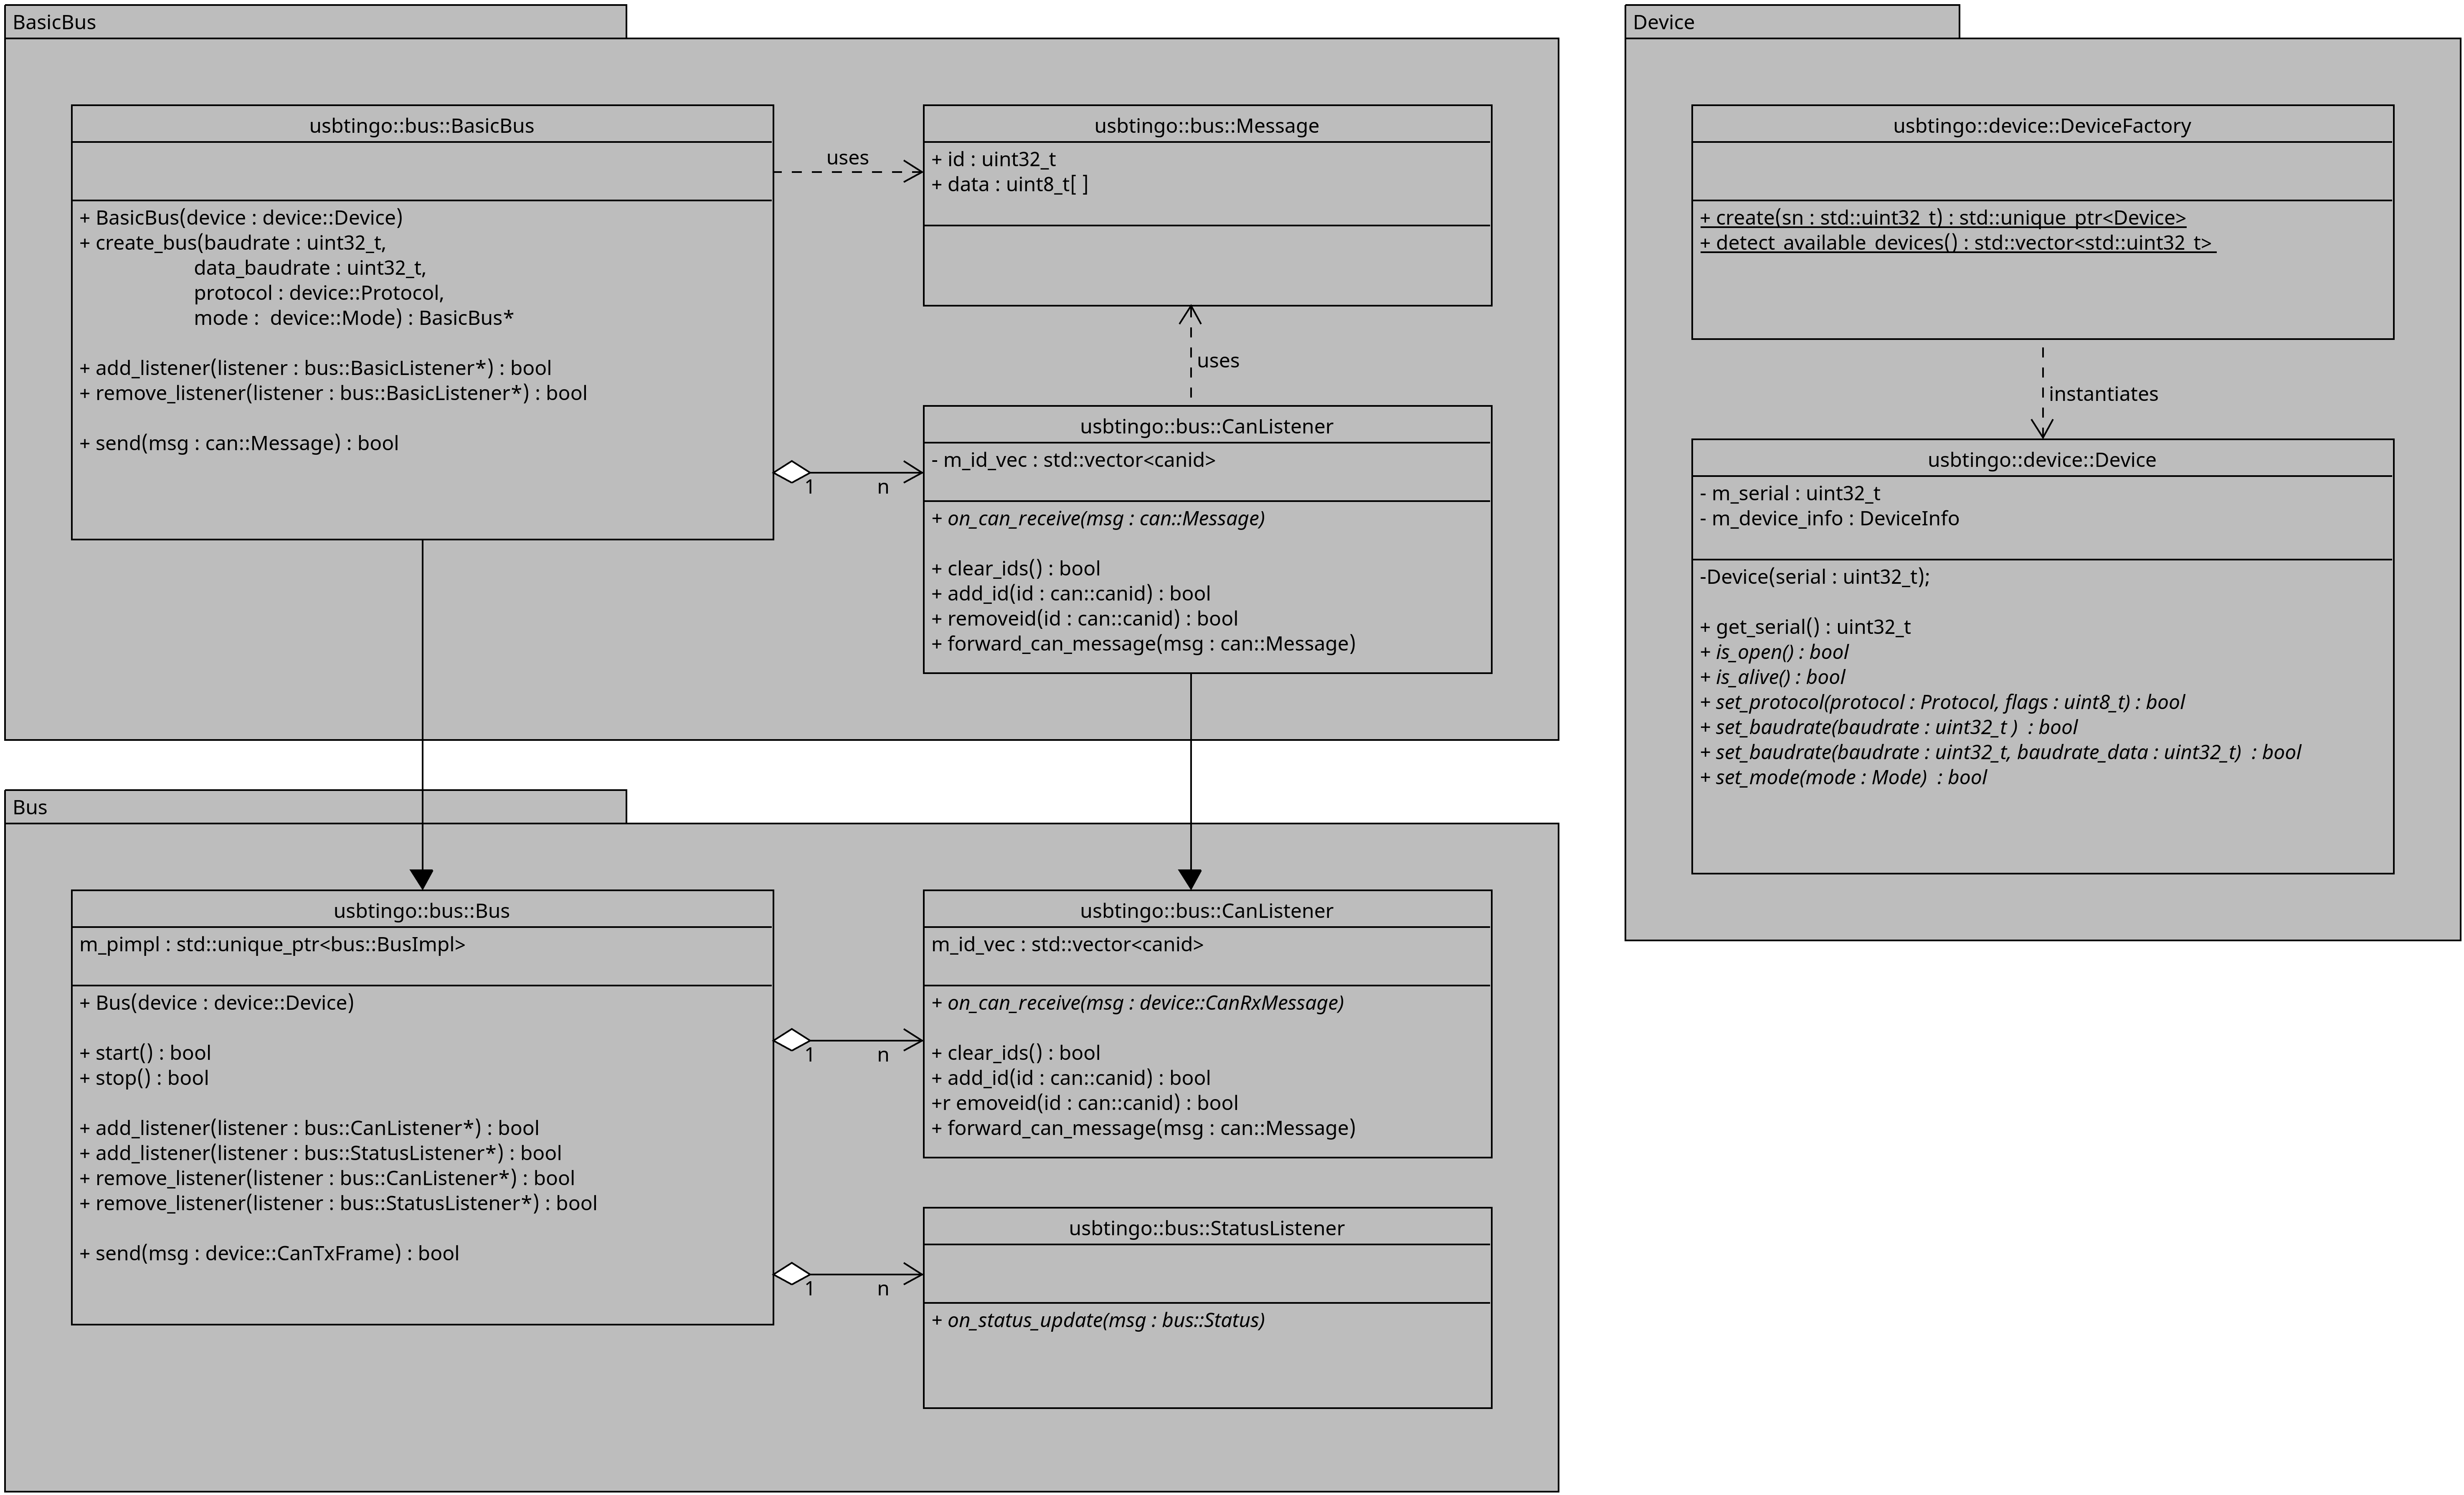 BasicBus
usbtingo::bus::BasicBus
+ BasicBus(device : device::Device)
+ create_bus(baudrate : uint32_t,
data_baudrate : uint32_t,
protocol : device::Protocol,
mode :  device::Mode) : BasicBus*
+ add_listener(listener : bus::BasicListener*) : bool
+ remove_listener(listener : bus::BasicListener*) : bool
+ send(msg : can::Message) : bool
uses
usbtingo::bus::Message
+ id : uint32_t
+ data : uint8_t[ ]
uses
1
n
usbtingo::bus::CanListener
- m_id_vec : std::vector<canid>
+ on_can_receive(msg : can::Message)
+ clear_ids() : bool
+ add_id(id : can::canid) : bool
+ removeid(id : can::canid) : bool
+ forward_can_message(msg : can::Message)
Bus
usbtingo::bus::Bus
m_pimpl : std::unique_ptr<bus::BusImpl>
+ Bus(device : device::Device)
+ start() : bool
+ stop() : bool
+ add_listener(listener : bus::CanListener*) : bool
+ add_listener(listener : bus::StatusListener*) : bool
+ remove_listener(listener : bus::CanListener*) : bool
+ remove_listener(listener : bus::StatusListener*) : bool
+ send(msg : device::CanTxFrame) : bool
1
n
usbtingo::bus::CanListener
m_id_vec : std::vector<canid>
+ on_can_receive(msg : device::CanRxMessage)
+ clear_ids() : bool
+ add_id(id : can::canid) : bool
+r emoveid(id : can::canid) : bool
+ forward_can_message(msg : can::Message)
1
n
usbtingo::bus::StatusListener
+ on_status_update(msg : bus::Status)
Device
usbtingo::device::DeviceFactory
+ create(sn : std::uint32_t) : std::unique_ptr<Device>
+ detect_available_devices() : std::vector<std::uint32_t>
instantiates
usbtingo::device::Device
- m_serial : uint32_t
- m_device_info : DeviceInfo
-Device(serial : uint32_t);
+ get_serial() : uint32_t
+ is_open() : bool
+ is_alive() : bool
+ set_protocol(protocol : Protocol, flags : uint8_t) : bool
+ set_baudrate(baudrate : uint32_t )  : bool
+ set_baudrate(baudrate : uint32_t, baudrate_data : uint32_t)  : bool
+ set_mode(mode : Mode)  : bool